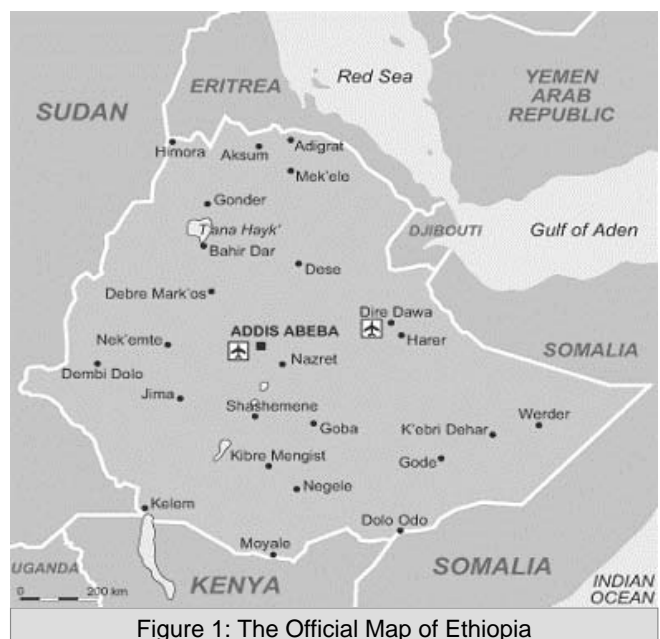 Red Sea
YEMEN
ARAB
REPUBLIC
ERITREA
SUDAN
Himora
Aksum
Adigrat
Mek'ele
Gonder
Tana Hayk'
Bahir Dar
DJIBOUTI
Gulf of Aden
Dese
Debre Mark'os
Dire Dawa
ADDIS ABEBA
Harer
Nek'emte
Nazret
SOMALIA
Dembi Dolo
Jima
Shashemene
Goba
K'ebri Dehar
Werder
Kibre Mengist
Gode
Negele
Kelem
Dolo Odo
Moyale
UGANDA
KENYA
SOMALIA
INDIAN
OCEAN
0 200 km
Figure 1: The Official Map of Ethiopia